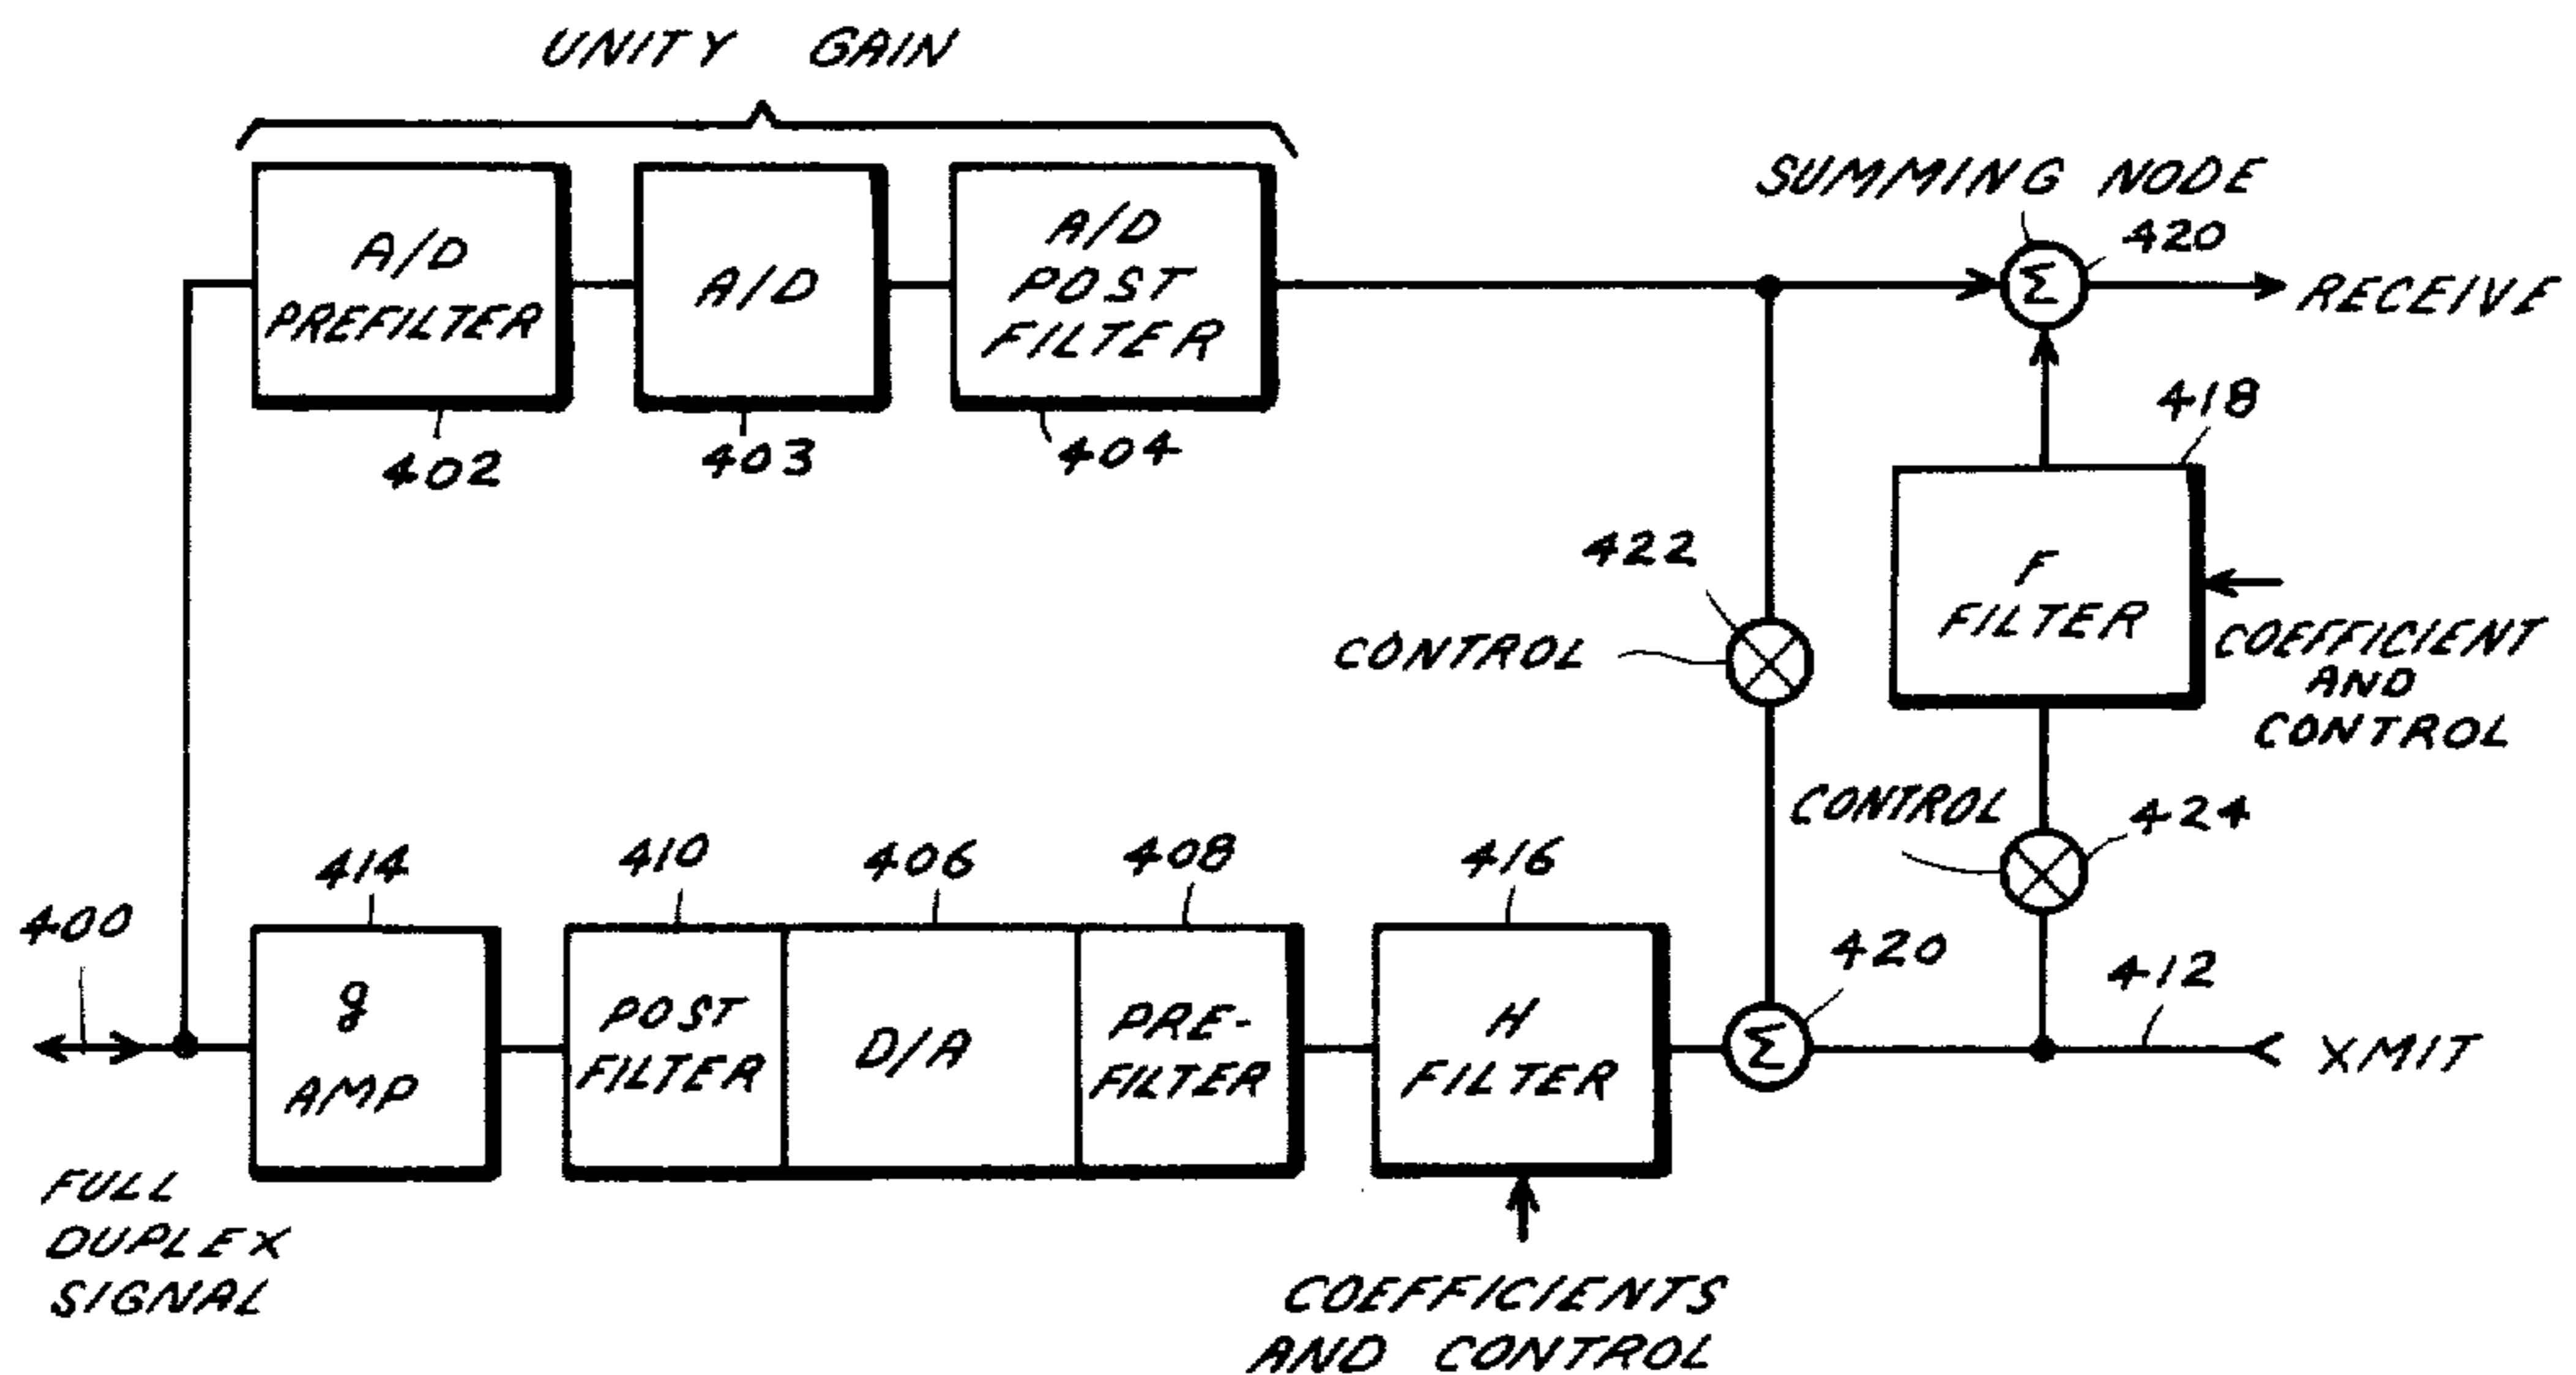 UNITY GAIN
A/D
PREFILTER
402
A/D
403
A/D
POST
FILTER
404
SUMMING NODE
420
Σ
RECEIVE
418
F
FILTER
COEFFICIENT
AND
CONTROL
422
CONTROL
CONTROL
424
400
FULL
DUPLEX
SIGNAL
414
g
AMP
410
POST
FILTER
406
D/A
408
PRE-
FILTER
416
H
FILTER
COEFFICIENTS
AND CONTROL
420
Σ
412
XMIT